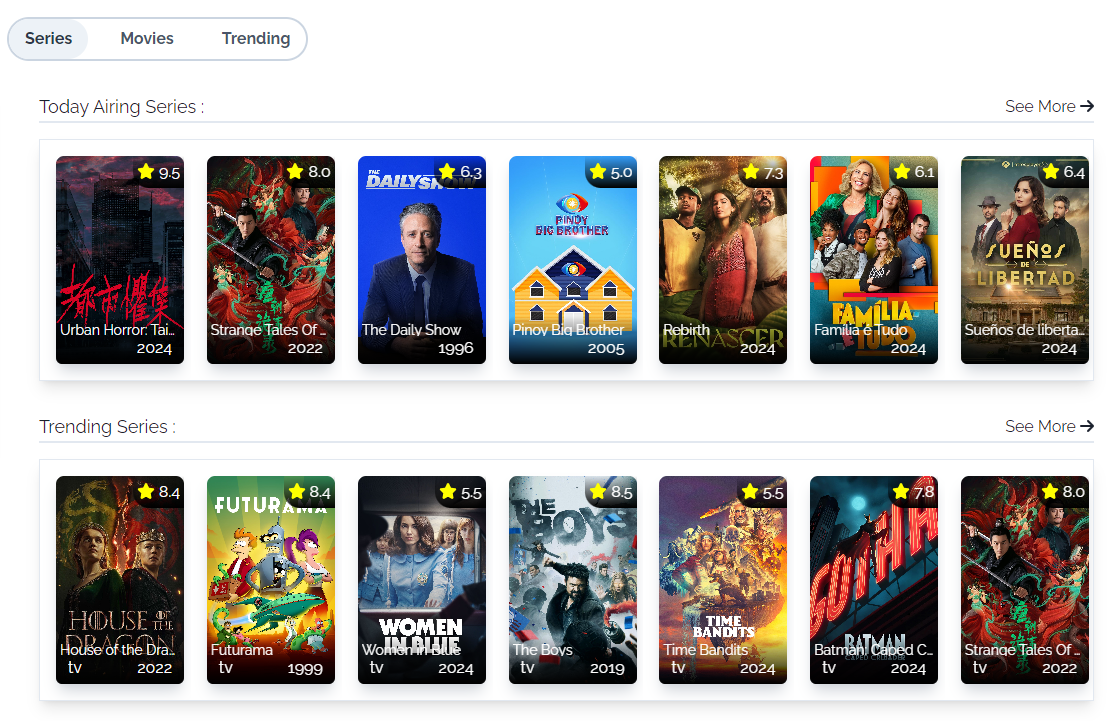 Series Movies Trending
Today Airing Series :
See More →
9.5
都市懼集
Urban Horror: Tai...
2024
8.0
Strange Tales Of ...
2022
6.3
THE
DAILY SHOW
The Daily Show
1996
5.0
PINOY
BIG BROTHER
Pinoy Big Brother
2005
7.3
RENASCER
Rebirth
2024
6.1
FAMÍLIA
É TUDO
Família é Tudo
2024
6.4
SUEÑOS
DE
LIBERTAD
Sueños de liberta...
2024
Trending Series :
See More →
8.4
HOUSE OF THE
DRAGON
House of the Dra...
tv 2022
8.4
FUTURAMA
Futurama
tv 1999
5.5
WOMEN
IN BLUE
Women in Blue
tv 2024
8.5
THE
BOYS
The Boys
tv 2019
5.5
TIME
BANDITS
Time Bandits
tv 2024
7.8
GOTHA
BATMAN
CAPED CRUSADER
Batman: Caped C...
tv 2024
8.0
Strange Tales Of ...
tv 2022